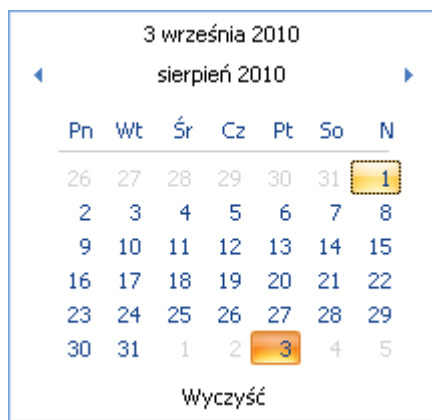 3 września 2010
sierpień 2010
Pn Wt Śr Cz Pt So N
26 27 28 29 30 31 1
2 3 4 5 6 7 8
9 10 11 12 13 14 15
16 17 18 19 20 21 22
23 24 25 26 27 28 29
30 31 1 2 3 4 5
Wyczyść